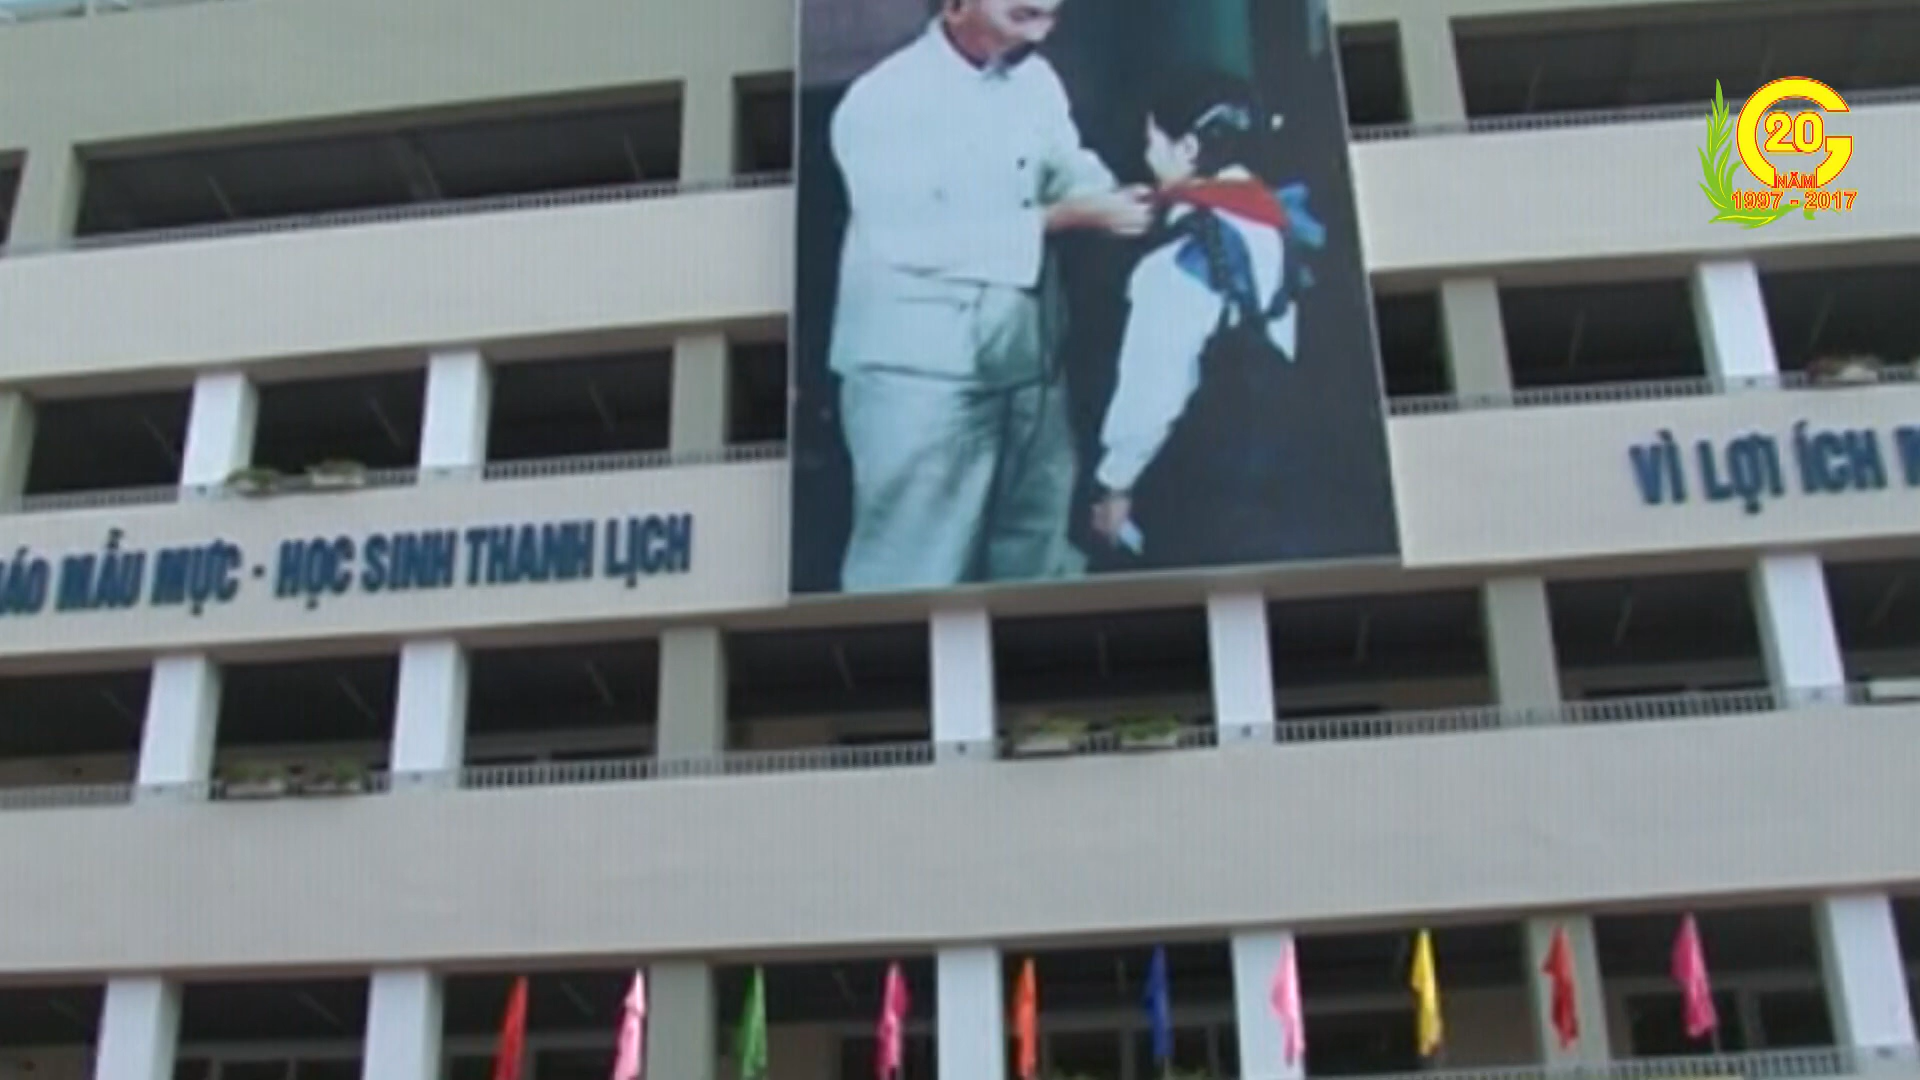 MẪU MỰC - HỌC SINH THANH LỊCH
VÌ LỢI ÍCH
G
20
NĂM
1997 - 2017